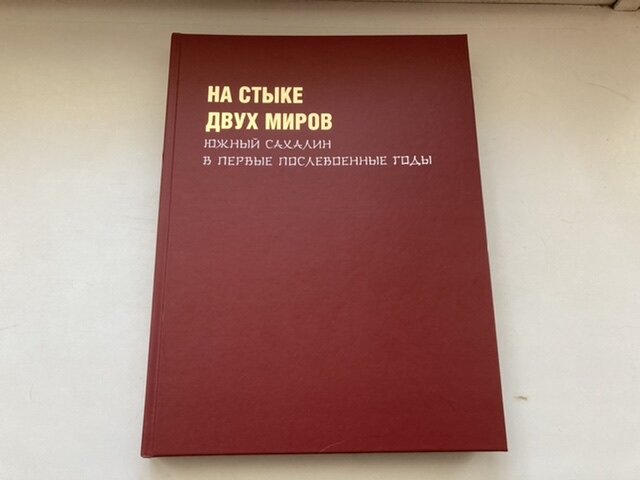 НА СТЫКЕ
ДВУХ МИРОВ
ЮЖНЫЙ САХАЛИН
В ПЕРВЫЕ ПОСЛЕВОЕННЫЕ ГОДЫ